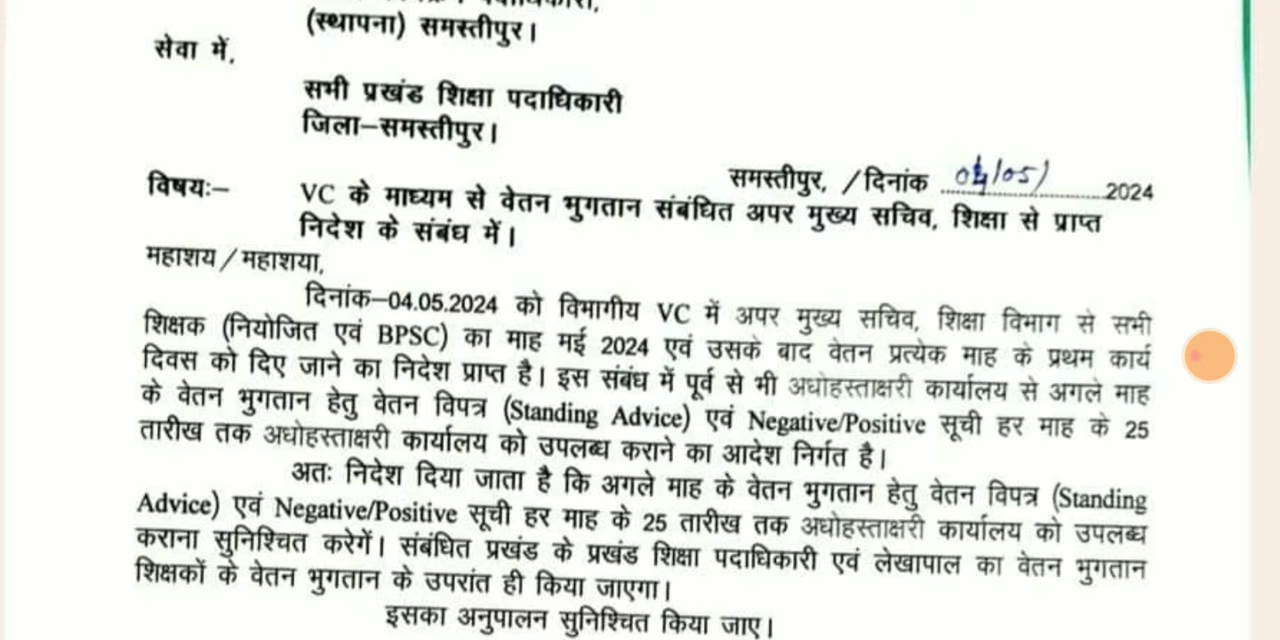 (स्थापना) समस्तीपुर।
सेवा में,
सभी प्रखंड शिक्षा पदाधिकारी
जिला–समस्तीपुर।
समस्तीपुर, /दिनांक 04/05/ 2024
विषयः– VC के माध्यम से वेतन भुगतान संबंधित अपर मुख्य सचिव, शिक्षा से प्राप्त
निदेश के संबंध में।
महाशय/महाशया,
दिनांक–04.05.2024 को विभागीय VC में अपर मुख्य सचिव, शिक्षा विभाग से सभी
शिक्षक (नियोजित एवं BPSC) का माह मई 2024 एवं उसके बाद वेतन प्रत्येक माह के प्रथम कार्य
दिवस को दिए जाने का निदेश प्राप्त है। इस संबंध में पूर्व से भी अधोहस्ताक्षरी कार्यालय से अगले माह
के वेतन भुगतान हेतु वेतन विपत्र (Standing Advice) एवं Negative/Positive सूची हर माह के 25
तारीख तक अधोहस्ताक्षरी कार्यालय को उपलब्ध कराने का आदेश निर्गत है।
अतः निदेश दिया जाता है कि अगले माह के वेतन भुगतान हेतु वेतन विपत्र (Standing
Advice) एवं Negative/Positive सूची हर माह के 25 तारीख तक अधोहस्ताक्षरी कार्यालय को उपलब्ध
कराना सुनिश्चित करेगें। संबंधित प्रखंड के प्रखंड शिक्षा पदाधिकारी एवं लेखापाल का वेतन भुगतान
शिक्षकों के वेतन भुगतान के उपरांत ही किया जाएगा।
इसका अनुपालन सुनिश्चित किया जाए।